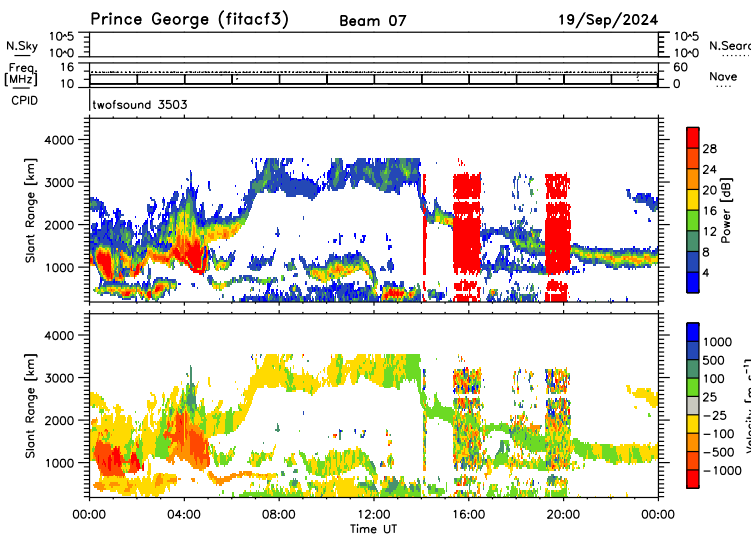 Prince George (fitacf3) Beam 07 19/Sep/2024
N.Sky 10^5 10^0 10^5 10^0 N.Sear
Freq [MHz] 16 10 60 0 Nave
CPID twofsound 3503
Slant Range [km] 4000 3000 2000 1000
Power [dB] 28 24 20 16 12 8 4
Slant Range [km] 4000 3000 2000 1000
Velocity [m s^-1] 1000 500 100 25 -25 -100 -500 -1000
00:00 04:00 08:00 12:00 16:00 20:00 00:00
Time UT